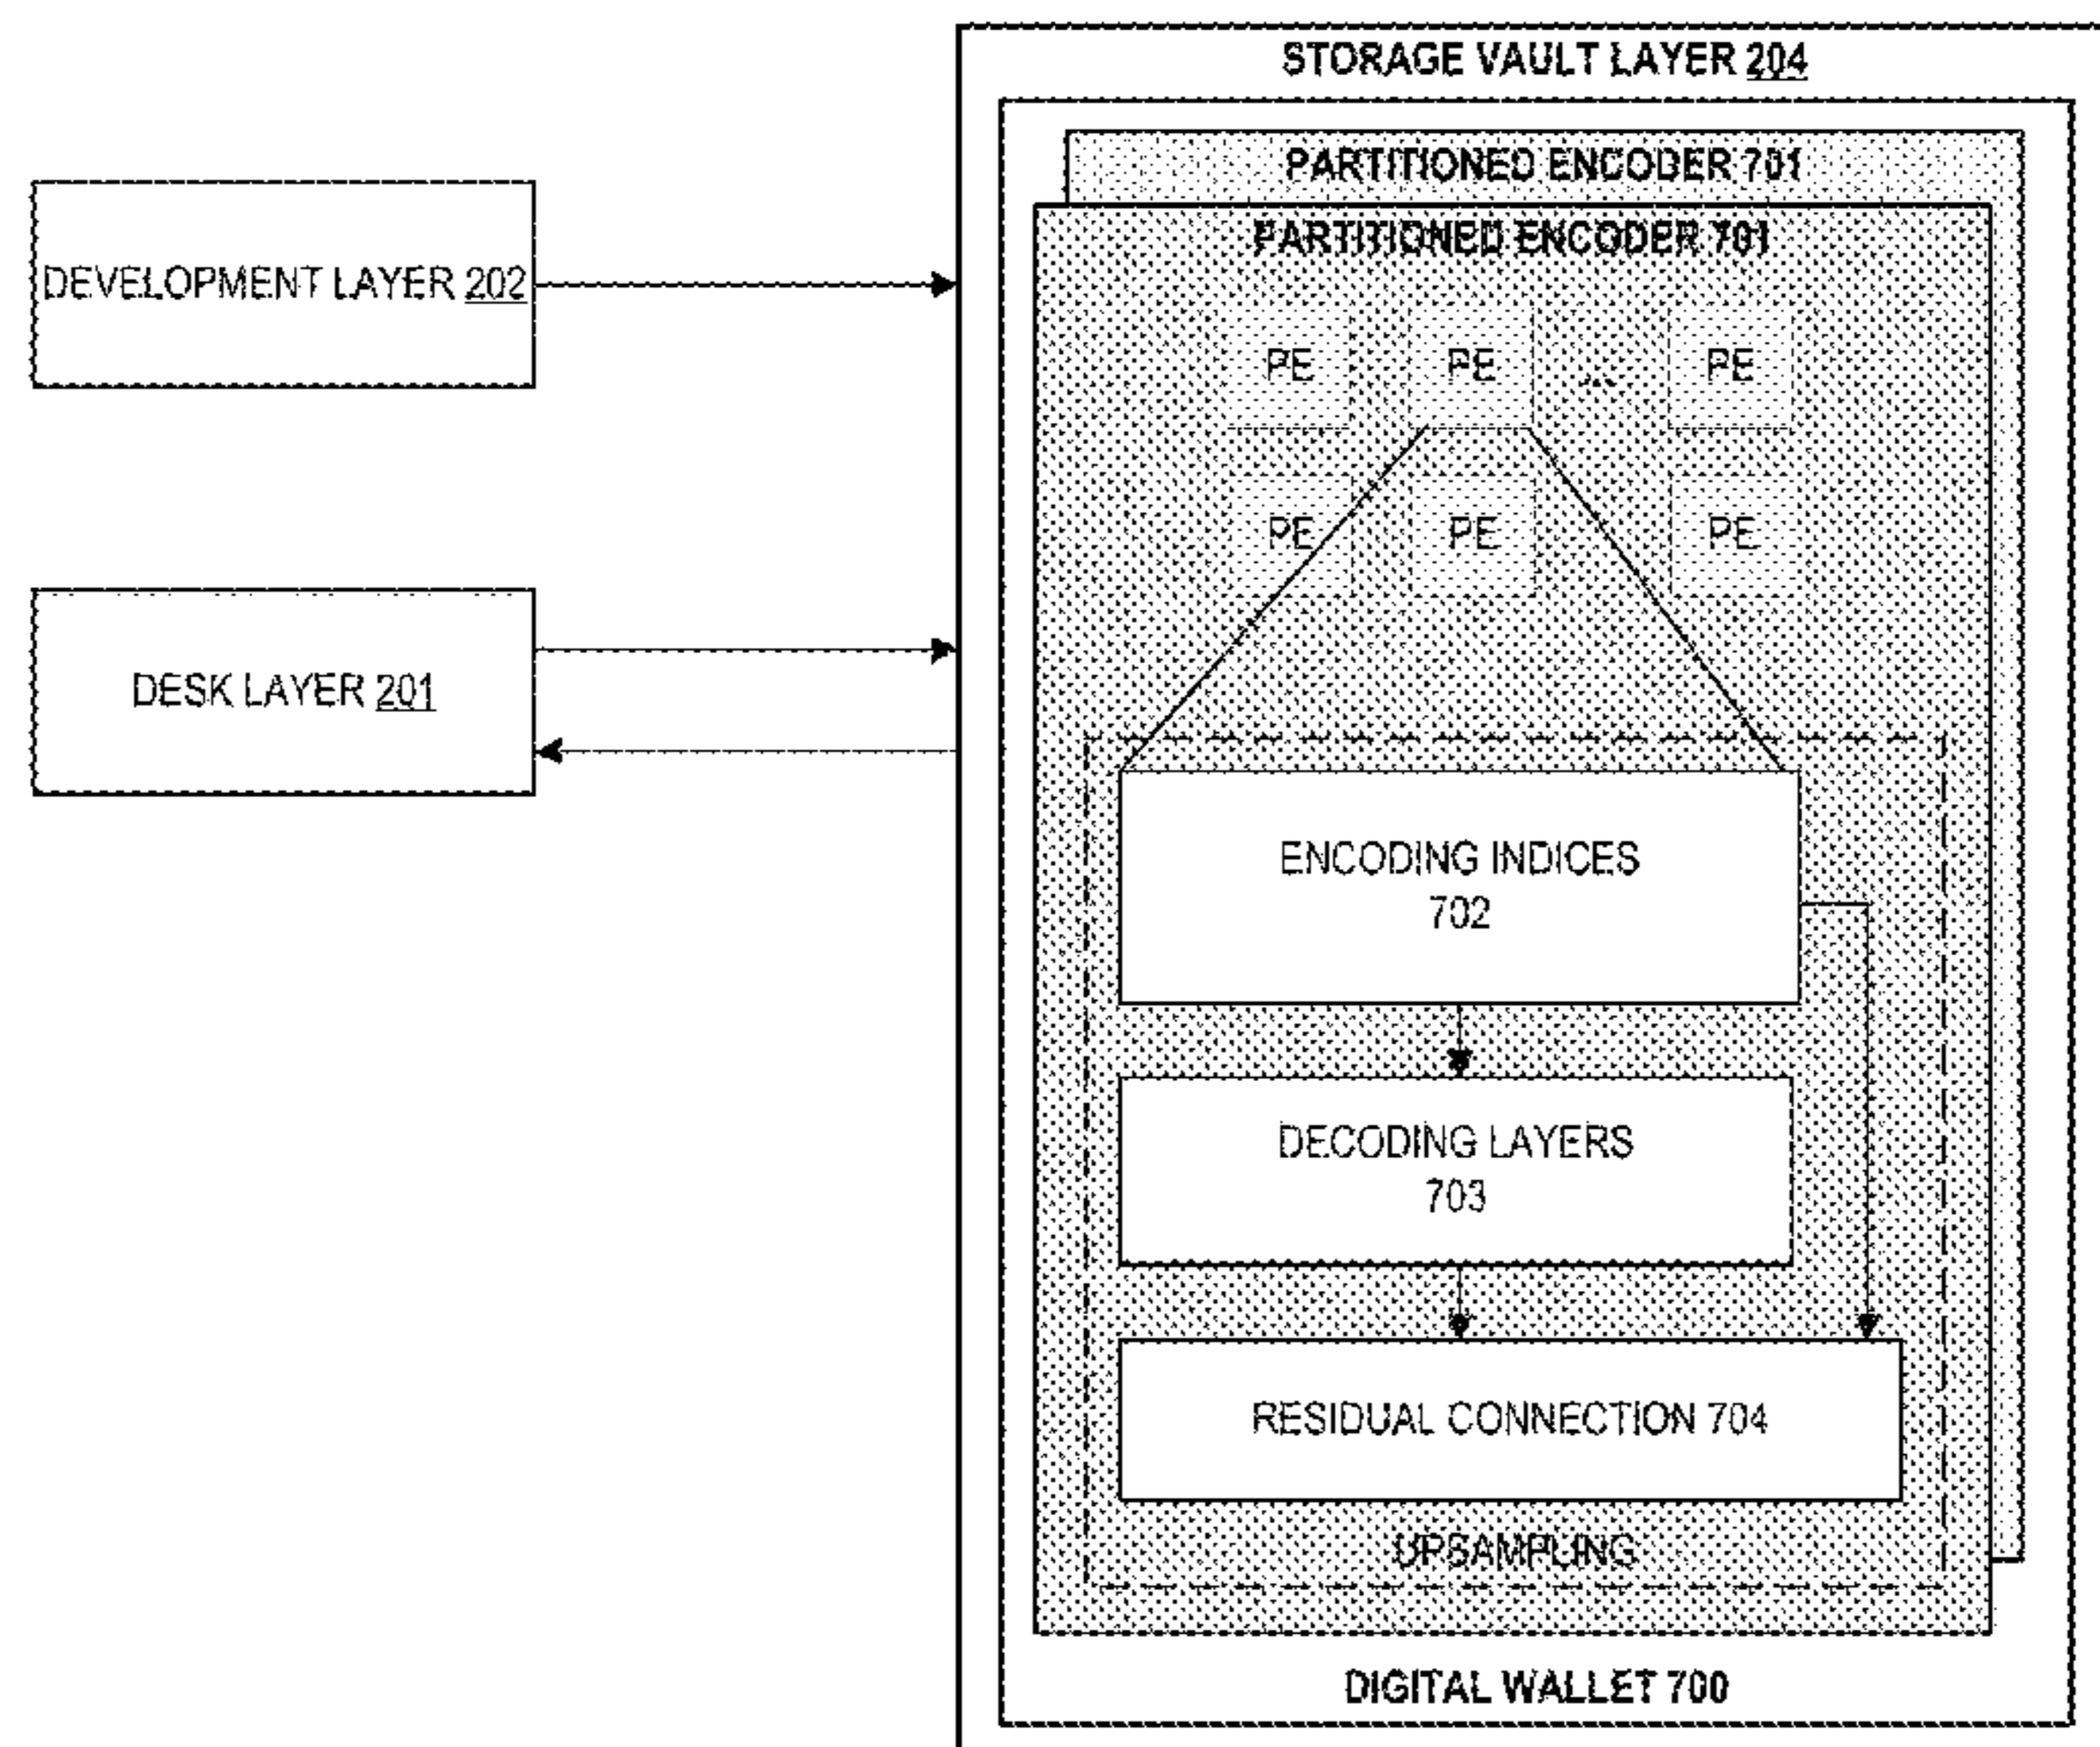 STORAGE VAULT LAYER 204
PARTITIONED ENCODER 701
PARTITIONED ENCODER 701
DEVELOPMENT LAYER 202
PE PE ... PE
PE PE PE
DESK LAYER 201
ENCODING INDICES
702
DECODING LAYERS
703
RESIDUAL CONNECTION 704
UPSAMPLING
DIGITAL WALLET 700